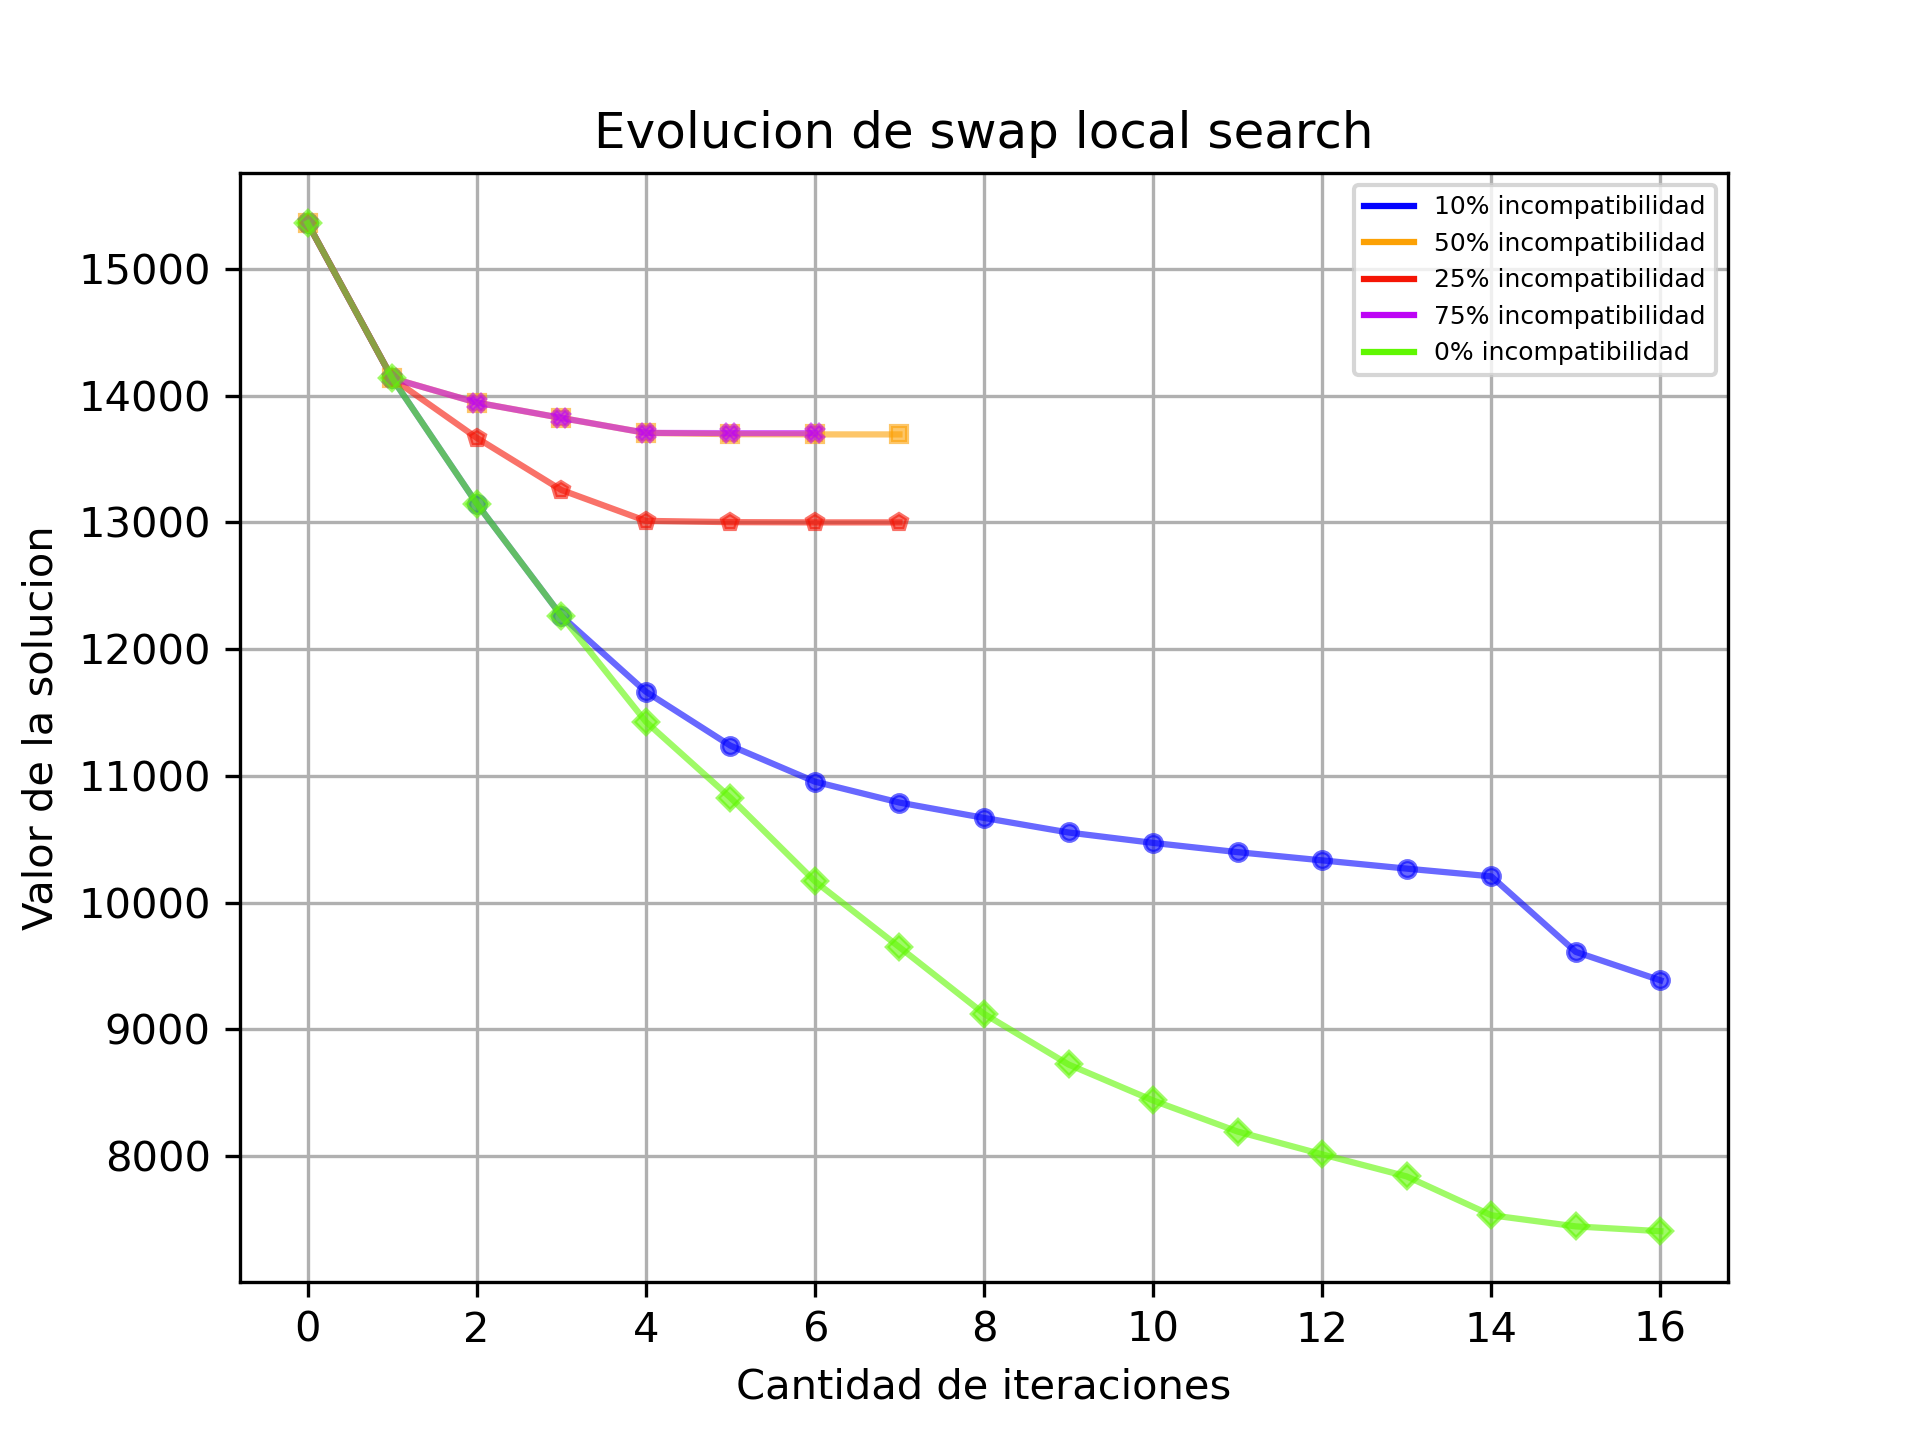 Evolucion de swap local search
10% incompatibilidad
50% incompatibilidad
25% incompatibilidad
75% incompatibilidad
0% incompatibilidad
Valor de la solucion
15000
14000
13000
12000
11000
10000
9000
8000
0 2 4 6 8 10 12 14 16
Cantidad de iteraciones